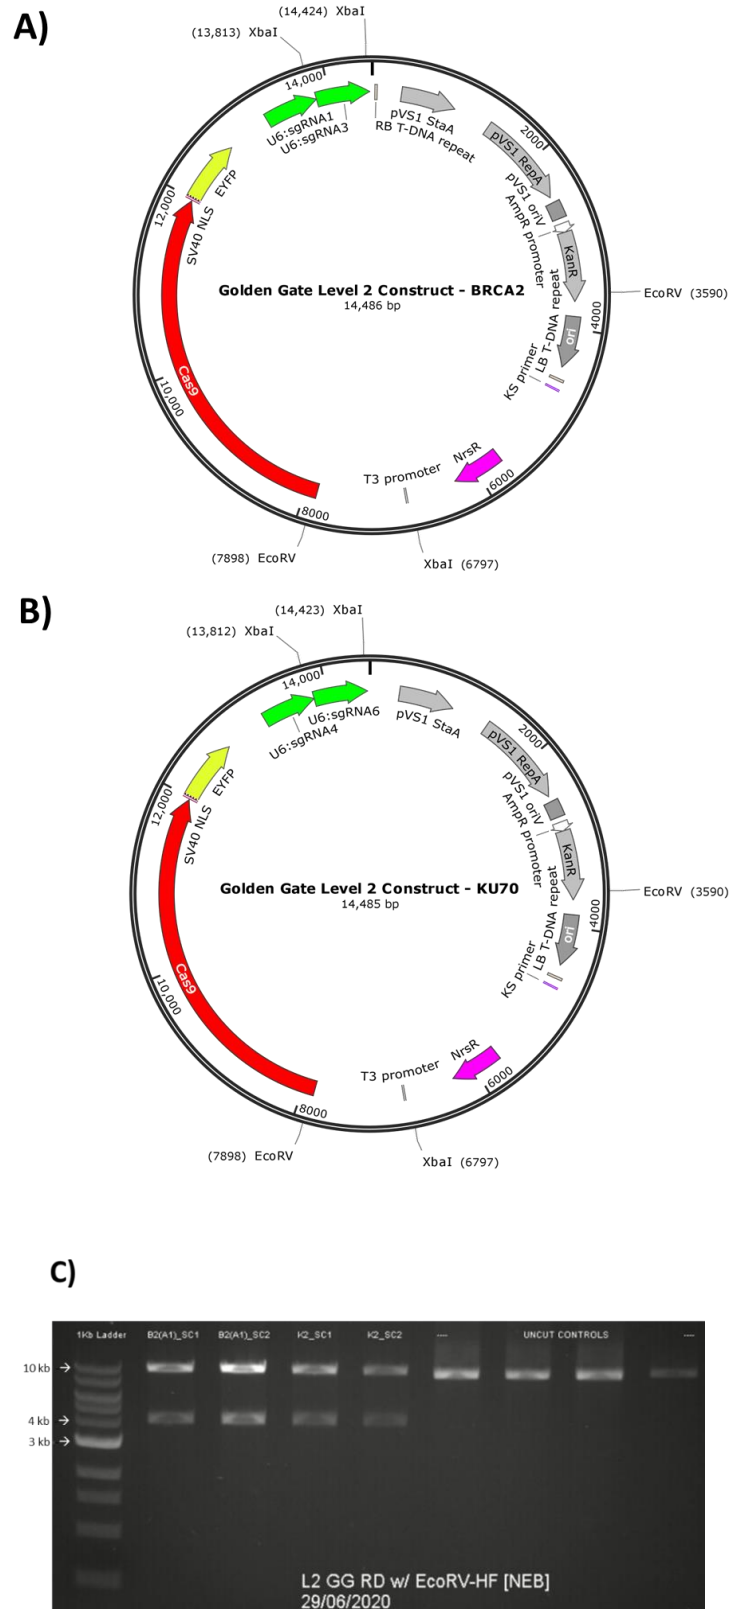 A)
(14,424) XbaI
(13,813) XbaI
14,000
U6:sgRNA1
U6:sgRNA3
RB T-DNA repeat
pVS1 StaA
2000
pVS1 RepA
pVS1 oriV
AmpR promoter
KanR
EcoRV (3590)
4000
ori
LB T-DNA repeat
KS primer
12,000
EYFP
SV40 NLS
Golden Gate Level 2 Construct - BRCA2
14,486 bp
Cas9
10,000
NrsR
6000
T3 promoter
8000
(7898) EcoRV
XbaI (6797)
B)
(14,423) XbaI
(13,812) XbaI
14,000
U6:sgRNA6
U6:sgRNA4
pVS1 StaA
2000
pVS1 RepA
pVS1 oriV
AmpR promoter
KanR
EcoRV (3590)
4000
ori
LB T-DNA repeat
KS primer
12,000
EYFP
SV40 NLS
Golden Gate Level 2 Construct - KU70
14,485 bp
Cas9
10,000
NrsR
6000
T3 promoter
8000
(7898) EcoRV
XbaI (6797)
C)
1Kb Ladder B2(A1)_SC1 B2(A1)_SC2 k2_SC1 k2_SC2 ---- UNCUT CONTROLS ----
10 kb →
4 kb →
3 kb →
L2 GG RD w/ EcoRV-HF [NEB]
29/06/2020